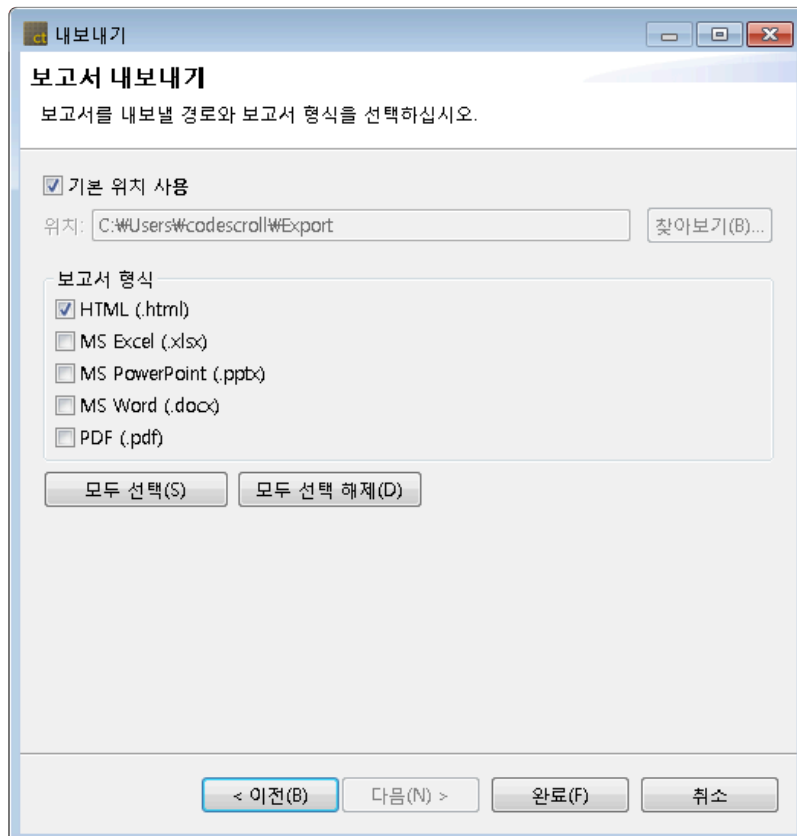 ct 내보내기
보고서 내보내기
보고서를 내보낼 경로와 보고서 형식을 선택하십시오.
기본 위치 사용
위치: C:₩Users₩codescroll₩Export 찾아보기(B)...
보고서 형식
HTML (.html)
MS Excel (.xlsx)
MS PowerPoint (.pptx)
MS Word (.docx)
PDF (.pdf)
모두 선택(S) 모두 선택 해제(D)
< 이전(B) 다음(N) > 완료(F) 취소